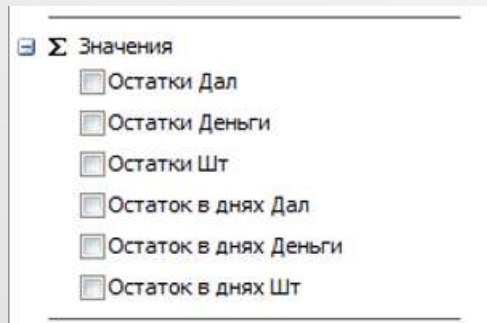 Σ Значения
Остатки Дал
Остатки Деньги
Остатки Шт
Остаток в днях Дал
Остаток в днях Деньги
Остаток в днях Шт